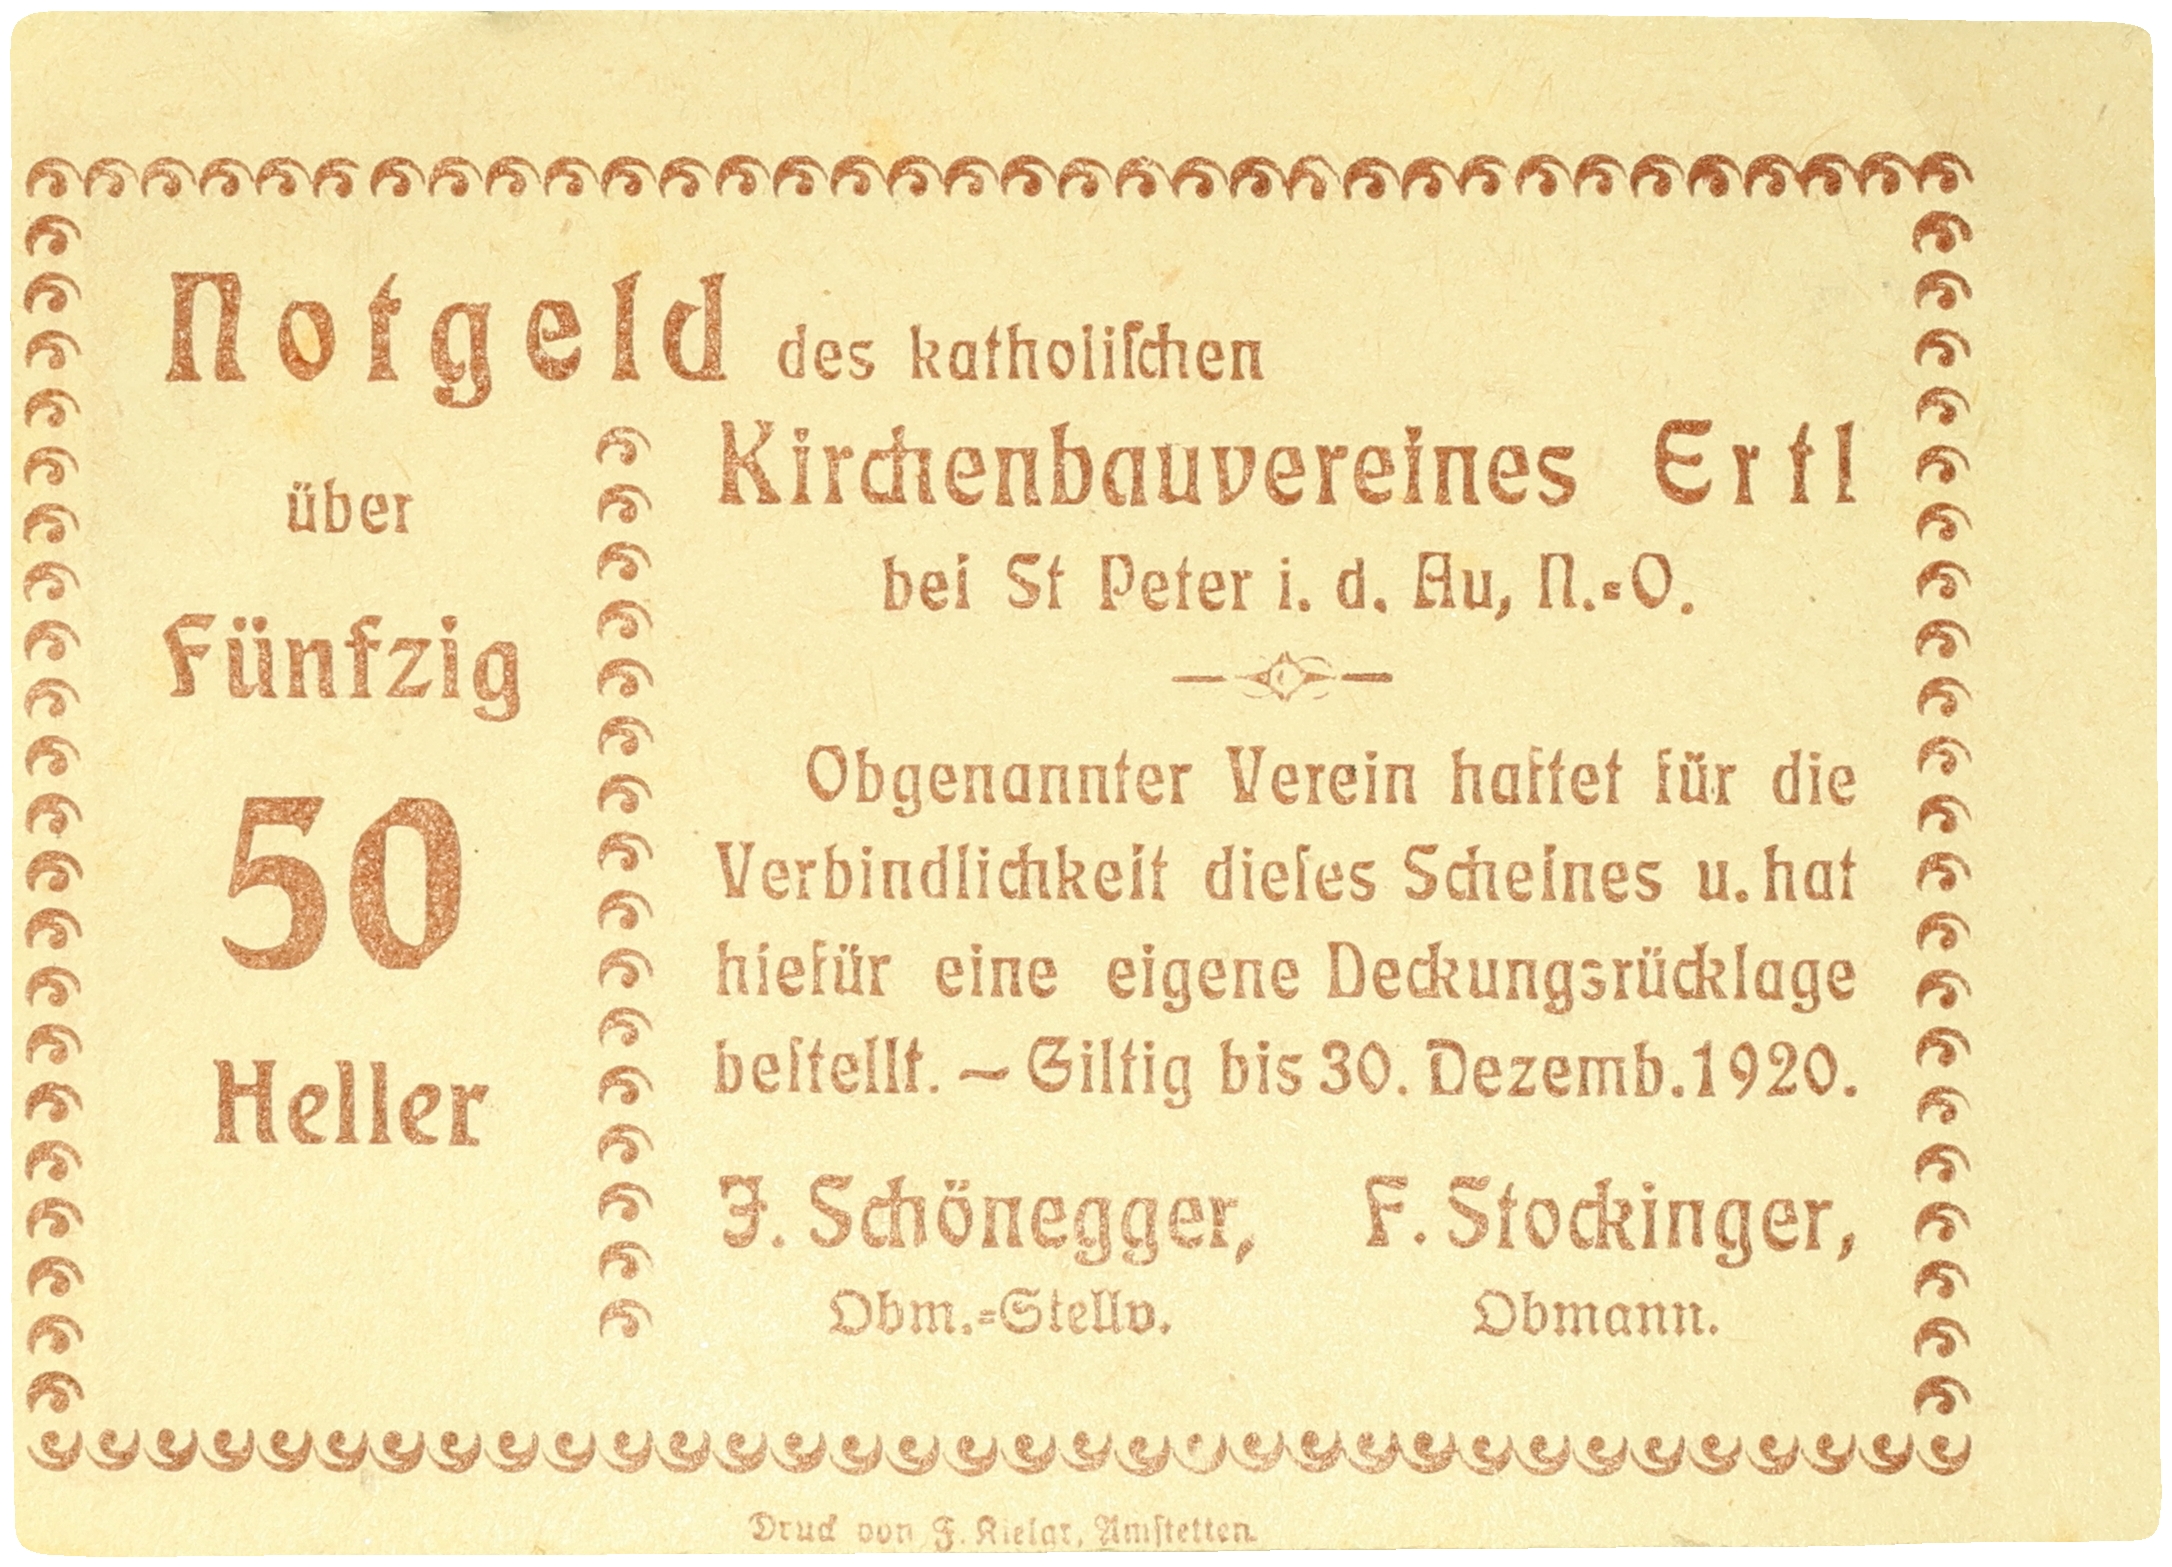 Notgeld des katholiſchen
Kirchenbauvereines Ertl
bei St Peter i. d. Au, N.=O.
über
Fünfzig
50
Heller
Obgenannter Verein haftet für die
Verbindlichkeit dieſes Scheines u. hat
hiefür eine eigene Deckungsrücklage
beſtellt. — Giltig bis 30. Dezemb. 1920.
J. Schönegger, F. Stockinger,
Obm.=Stellv. Obmann.
Druck von F. Kielar, Amſtetten.